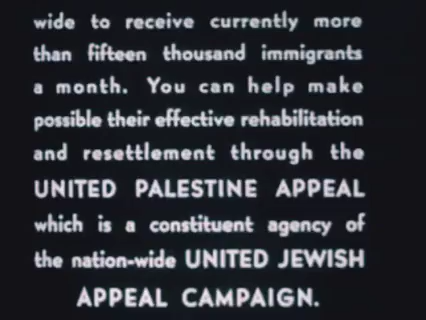 wide to receive currently more
than fifteen thousand immigrants
a month. You can help make
possible their effective rehabilitation
and resettlement through the
UNITED PALESTINE APPEAL
which is a constituent agency of
the nation-wide UNITED JEWISH
APPEAL CAMPAIGN.